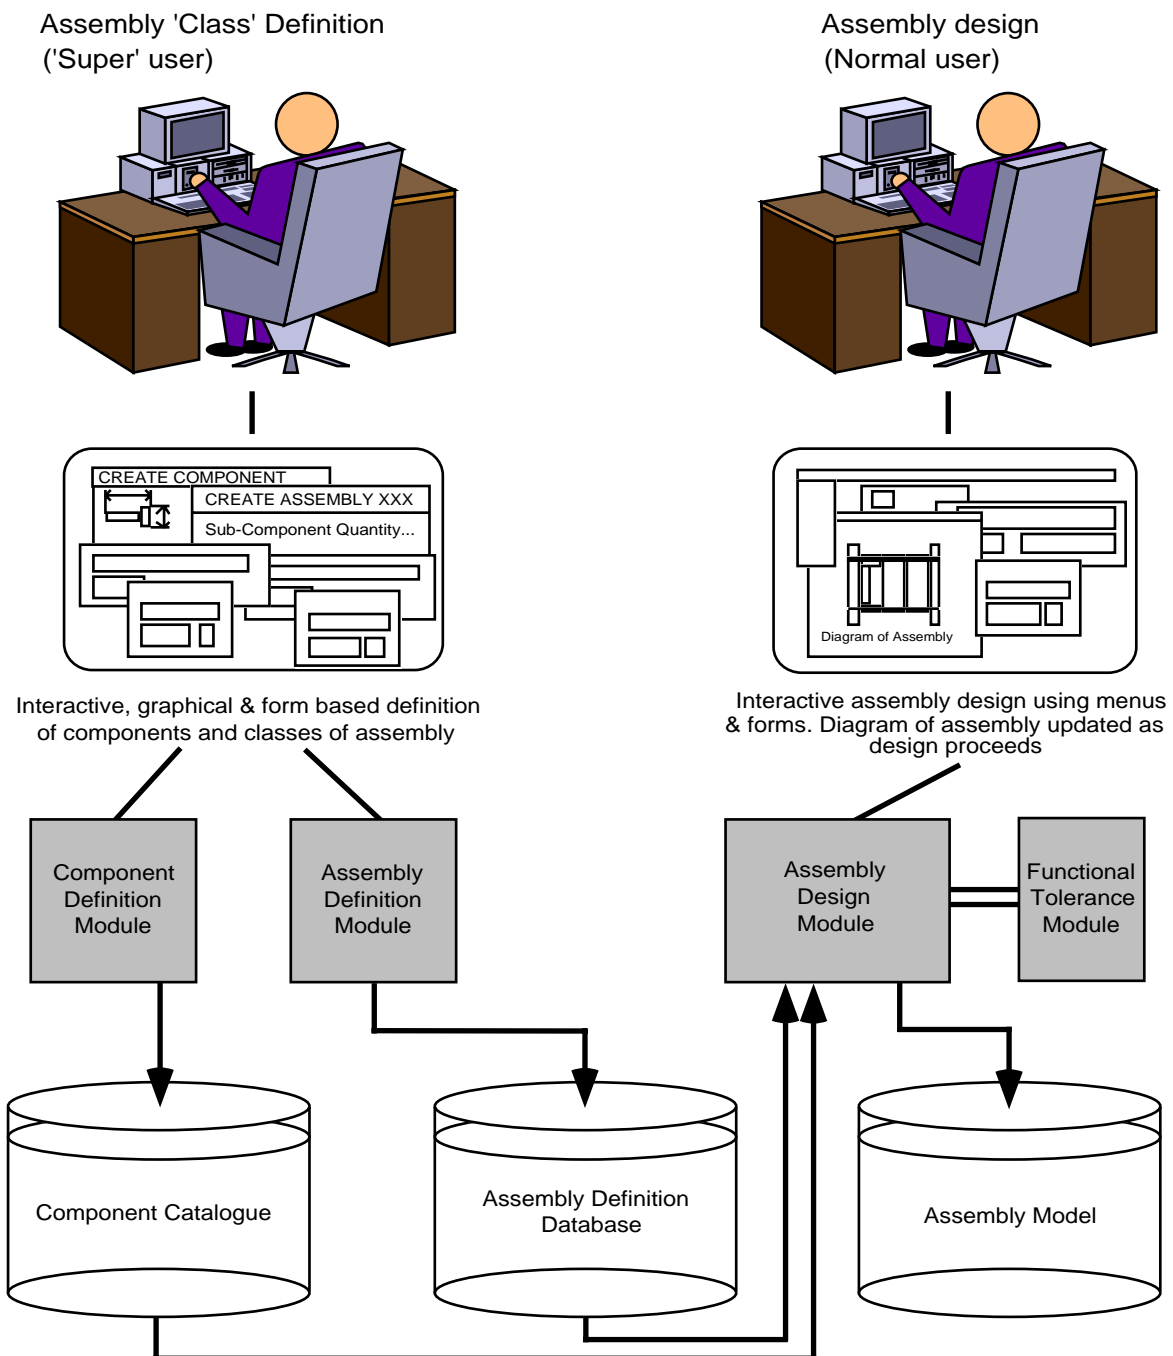 Assembly 'Class' Definition
('Super' user)
Assembly design
(Normal user)
CREATE COMPONENT
CREATE ASSEMBLY XXX
Sub-Component Quantity...
Diagram of Assembly
Interactive, graphical & form based definition
of components and classes of assembly
Interactive assembly design using menus
& forms. Diagram of assembly updated as
design proceeds
Component
Definition
Module
Assembly
Definition
Module
Assembly
Design
Module
Functional
Tolerance
Module
Component Catalogue
Assembly Definition
Database
Assembly Model